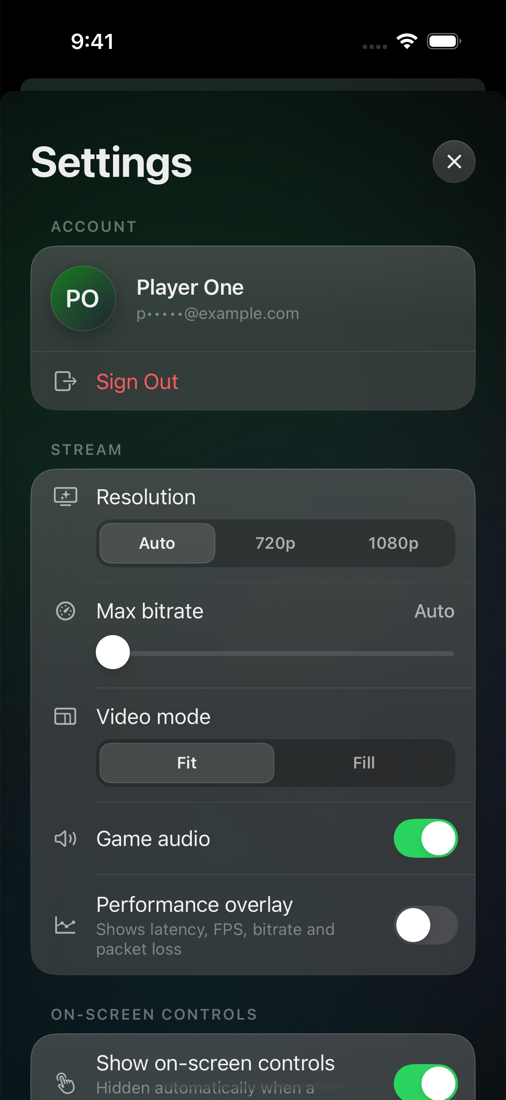 9:41
Settings
ACCOUNT
PO
Player One
p•••••@example.com
Sign Out
STREAM
Resolution
Auto
720p
1080p
Max bitrate
Auto
Video mode
Fit
Fill
Game audio
Performance overlay
Shows latency, FPS, bitrate and
packet loss
ON-SCREEN CONTROLS
Show on-screen controls
Hidden automatically when a